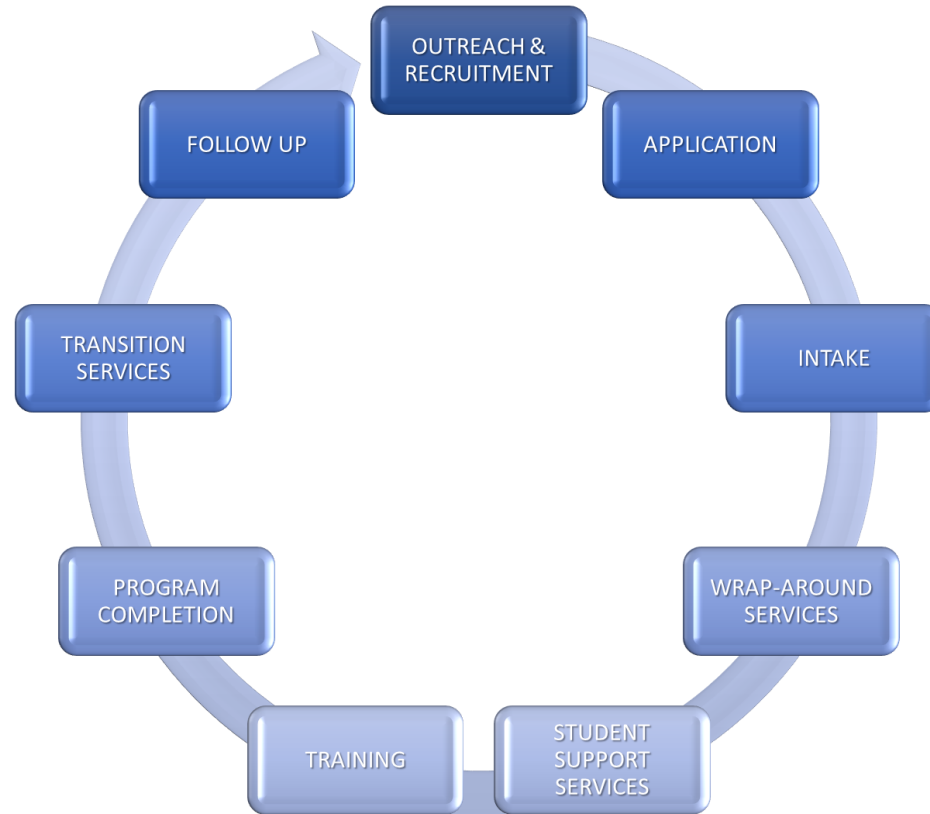 OUTREACH &
RECRUITMENT
APPLICATION
INTAKE
WRAP-AROUND
SERVICES
STUDENT
SUPPORT
SERVICES
TRAINING
PROGRAM
COMPLETION
TRANSITION
SERVICES
FOLLOW UP